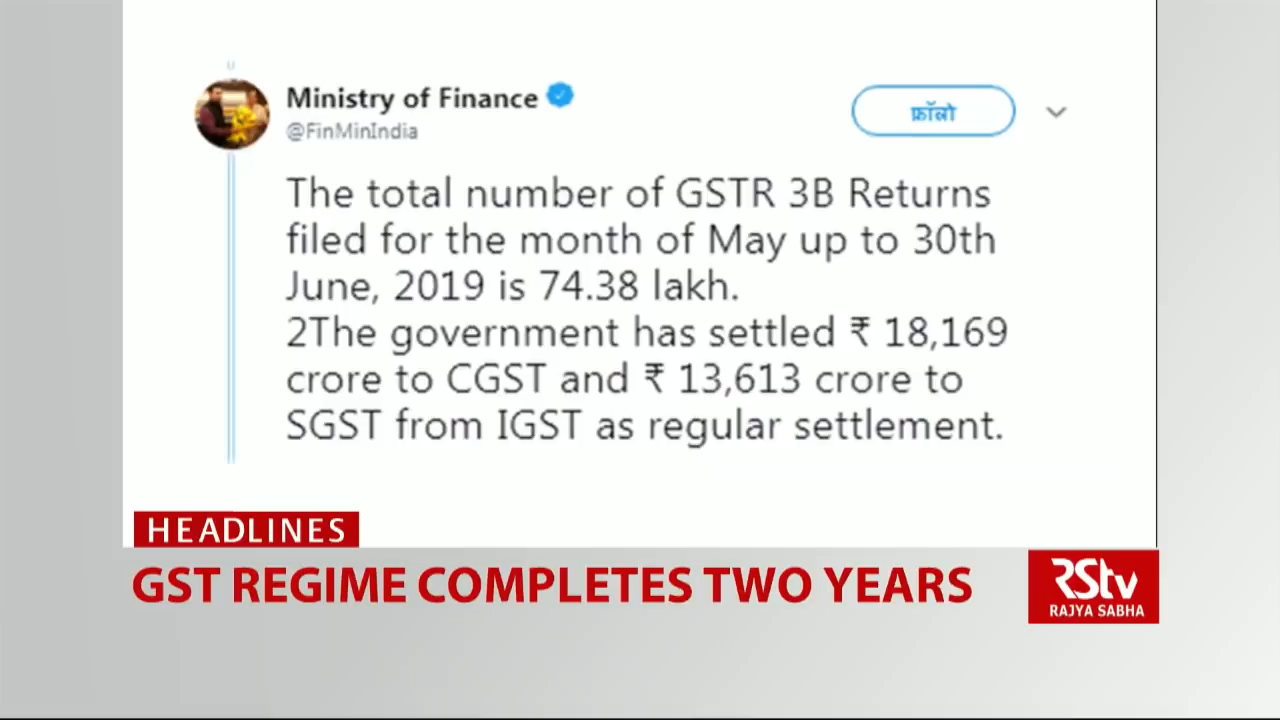 Ministry of Finance
@FinMinIndia
फ़ॉलो
The total number of GSTR 3B Returns
filed for the month of May up to 30th
June, 2019 is 74.38 lakh.
2The government has settled ₹ 18,169
crore to CGST and ₹ 13,613 crore to
SGST from IGST as regular settlement.
HEADLINES
GST REGIME COMPLETES TWO YEARS
RStv
RAJYA SABHA